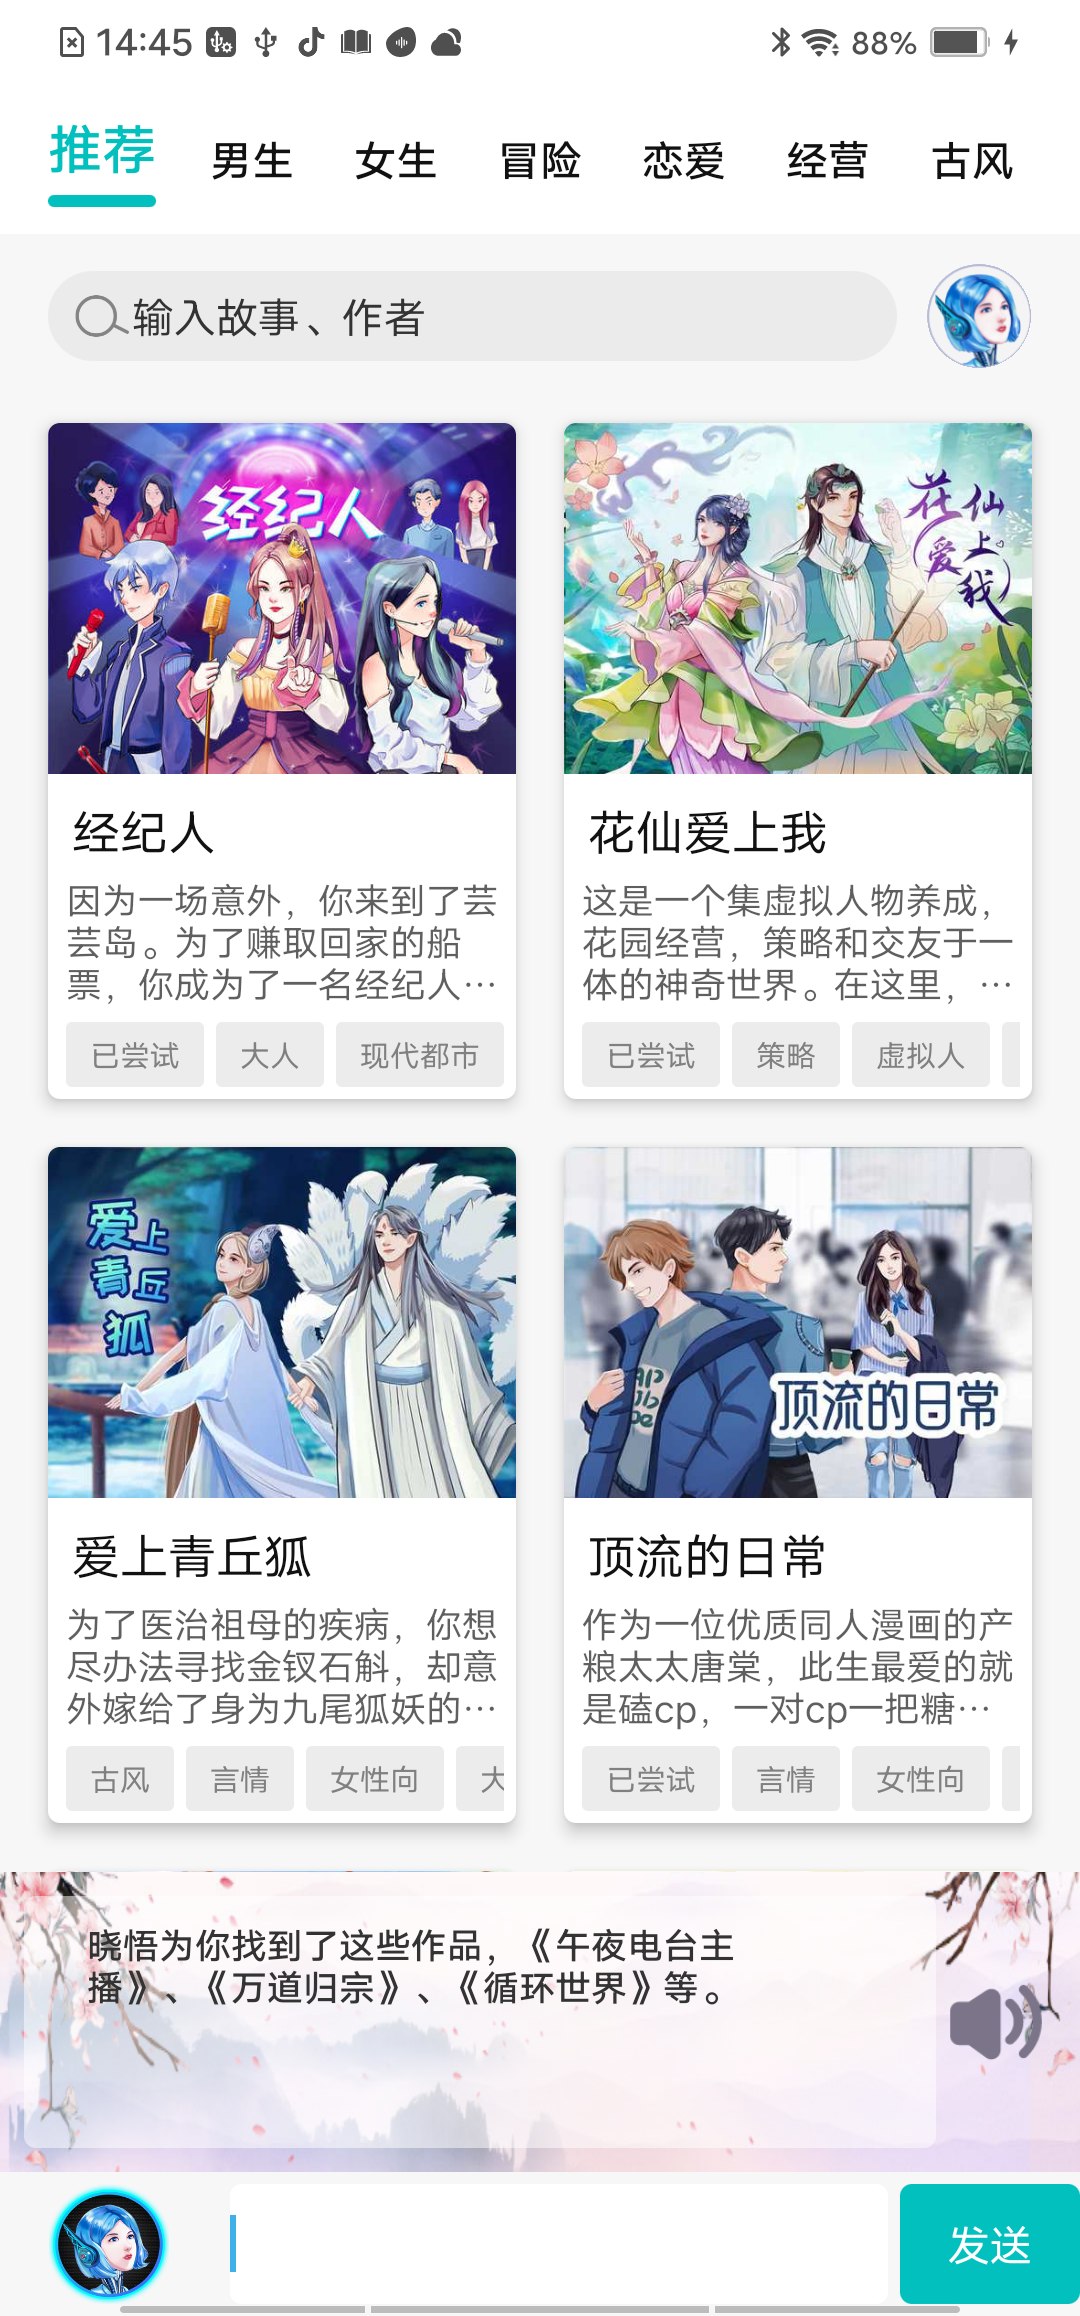 14:45
88%
推荐
男生
女生
冒险
恋爱
经营
古风
输入故事、作者
经纪人
花仙
爱上
我
经纪人
因为一场意外，你来到了芸
芸岛。为了赚取回家的船
票，你成为了一名经纪人…
已尝试
大人
现代都市
花仙爱上我
这是一个集虚拟人物养成，
花园经营，策略和交友于一
体的神奇世界。在这里，…
已尝试
策略
虚拟人
爱上
青丘
狐
顶流的日常
爱上青丘狐
为了医治祖母的疾病，你想
尽办法寻找金钗石斛，却意
外嫁给了身为九尾狐妖的…
古风
言情
女性向
大
顶流的日常
作为一位优质同人漫画的产
粮太太唐棠，此生最爱的就
是磕cp，一对cp一把糖…
已尝试
言情
女性向
晓悟为你找到了这些作品，《午夜电台主
播》、《万道归宗》、《循环世界》等。
发送